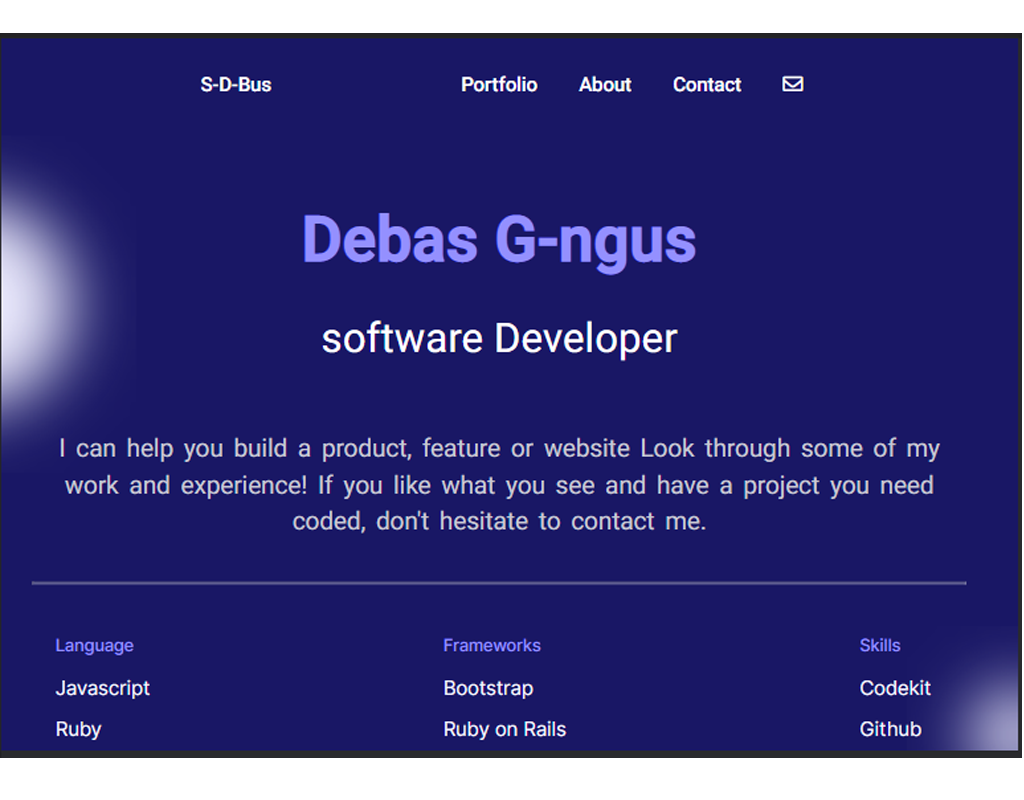 S-D-Bus Portfolio About Contact
Debas G-ngus
software Developer
I can help you build a product, feature or website Look through some of my
work and experience! If you like what you see and have a project you need
coded, don't hesitate to contact me.
Language Frameworks Skills
Javascript Bootstrap Codekit
Ruby Ruby on Rails Github